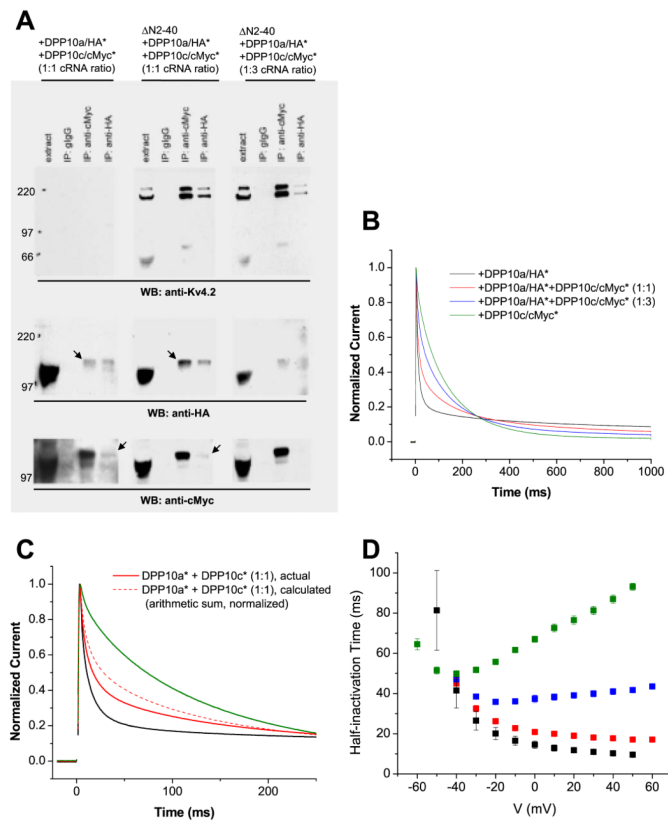 A
+DPP10a/HA*
+DPP10c/cMyc*
(1:1 cRNA ratio)
ΔN2-40
+DPP10a/HA*
+DPP10c/cMyc*
(1:1 cRNA ratio)
ΔN2-40
+DPP10a/HA*
+DPP10c/cMyc*
(1:3 cRNA ratio)
extract
IP: gIgG
IP: anti-cMyc
IP: anti-HA
extract
IP: gIgG
IP: anti-cMyc
IP: anti-HA
extract
IP: gIgG
IP: anti-cMyc
IP: anti-HA
220
97
66
WB: anti-Kv4.2
220
97
WB: anti-HA
97
WB: anti-cMyc
B
Normalized Current
1.0
0.8
0.6
0.4
0.2
0.0
+DPP10a/HA*
+DPP10a/HA*+DPP10c/cMyc* (1:1)
+DPP10a/HA*+DPP10c/cMyc* (1:3)
+DPP10c/cMyc*
0 200 400 600 800 1000
Time (ms)
C
Normalized Current
1.0
0.8
0.6
0.4
0.2
0.0
DPP10a* + DPP10c* (1:1), actual
DPP10a* + DPP10c* (1:1), calculated
(arithmetic sum, normalized)
0 100 200
Time (ms)
D
Half-inactivation Time (ms)
100
80
60
40
20
0
-60 -40 -20 0 20 40 60
V (mV)